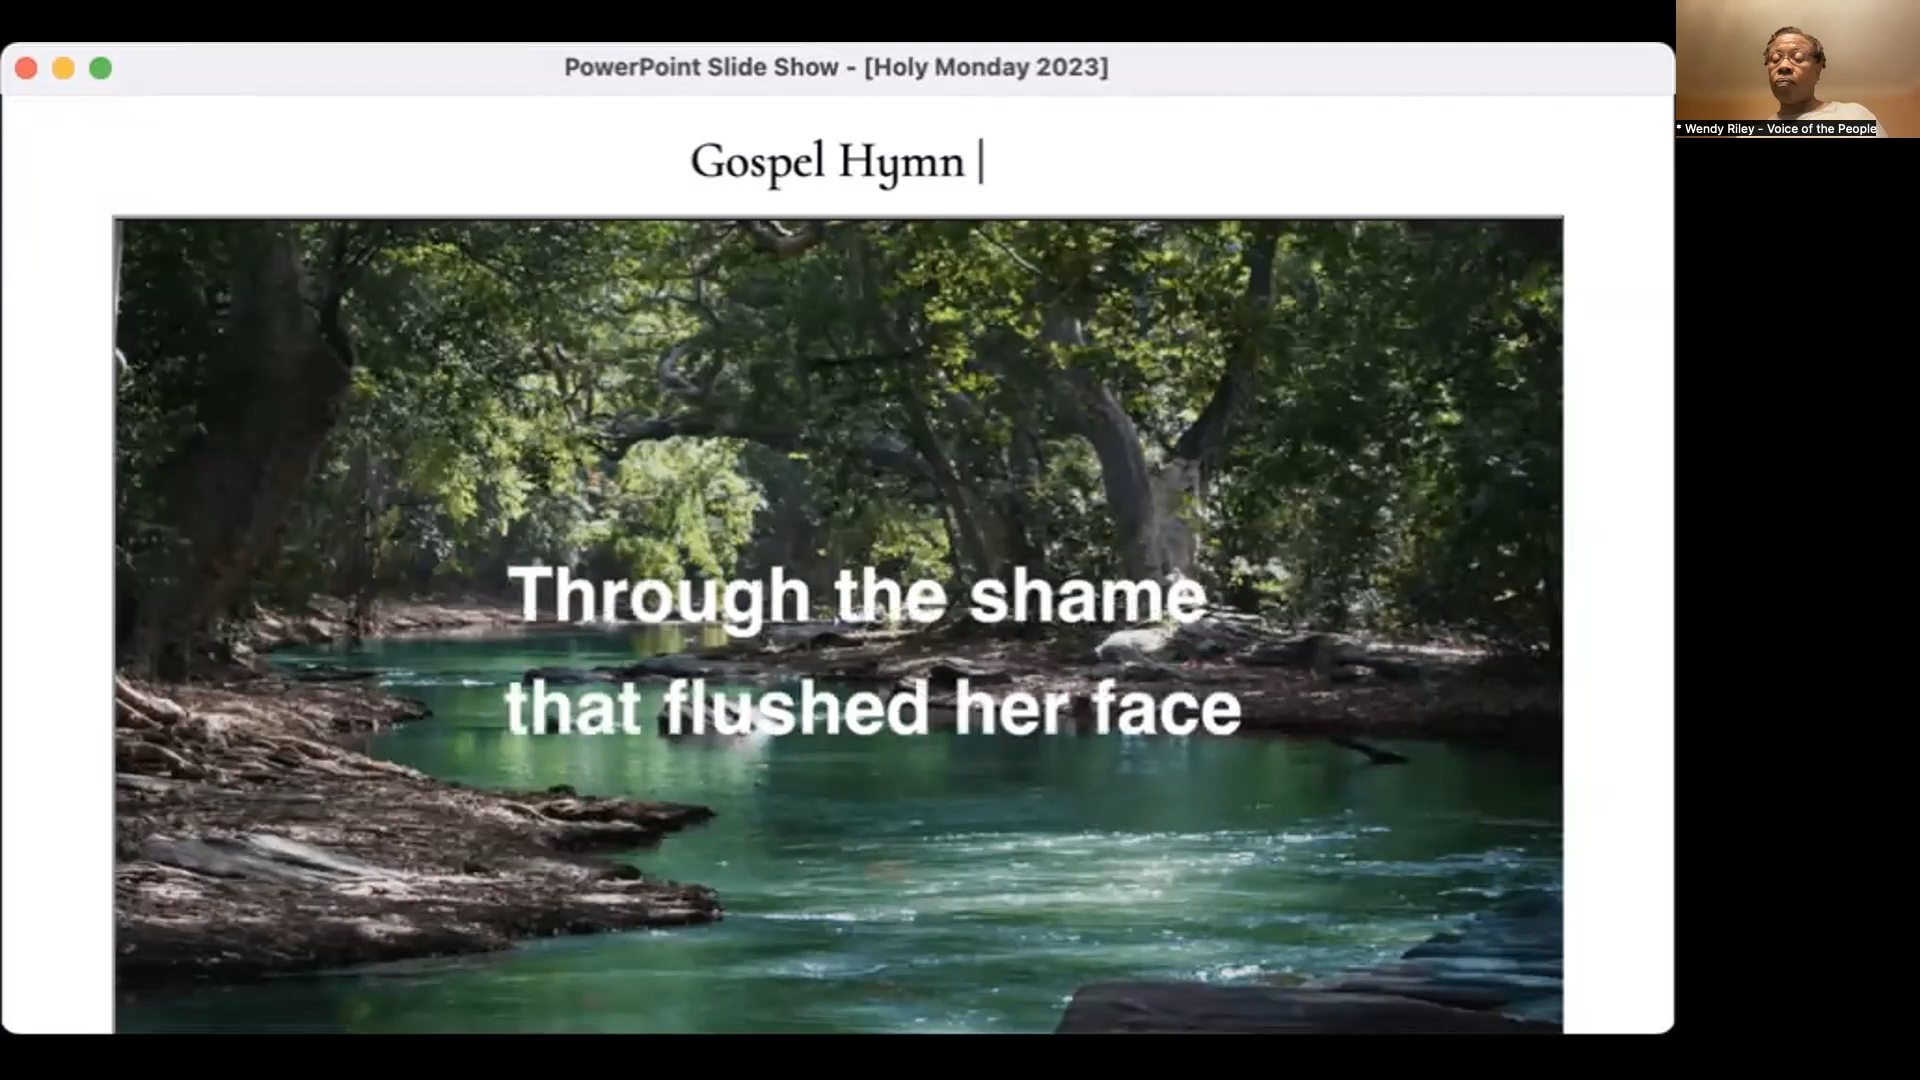 PowerPoint Slide Show - [Holy Monday 2023]
Gospel Hymn |
Through the shame
that flushed her face
* Wendy Riley - Voice of the People